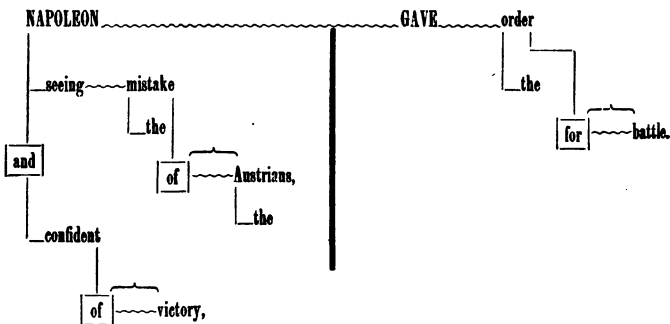 NAPOLEON GAVE order
seeing mistake the
the for battle.
and of Austrians,
the
confident
of victory,